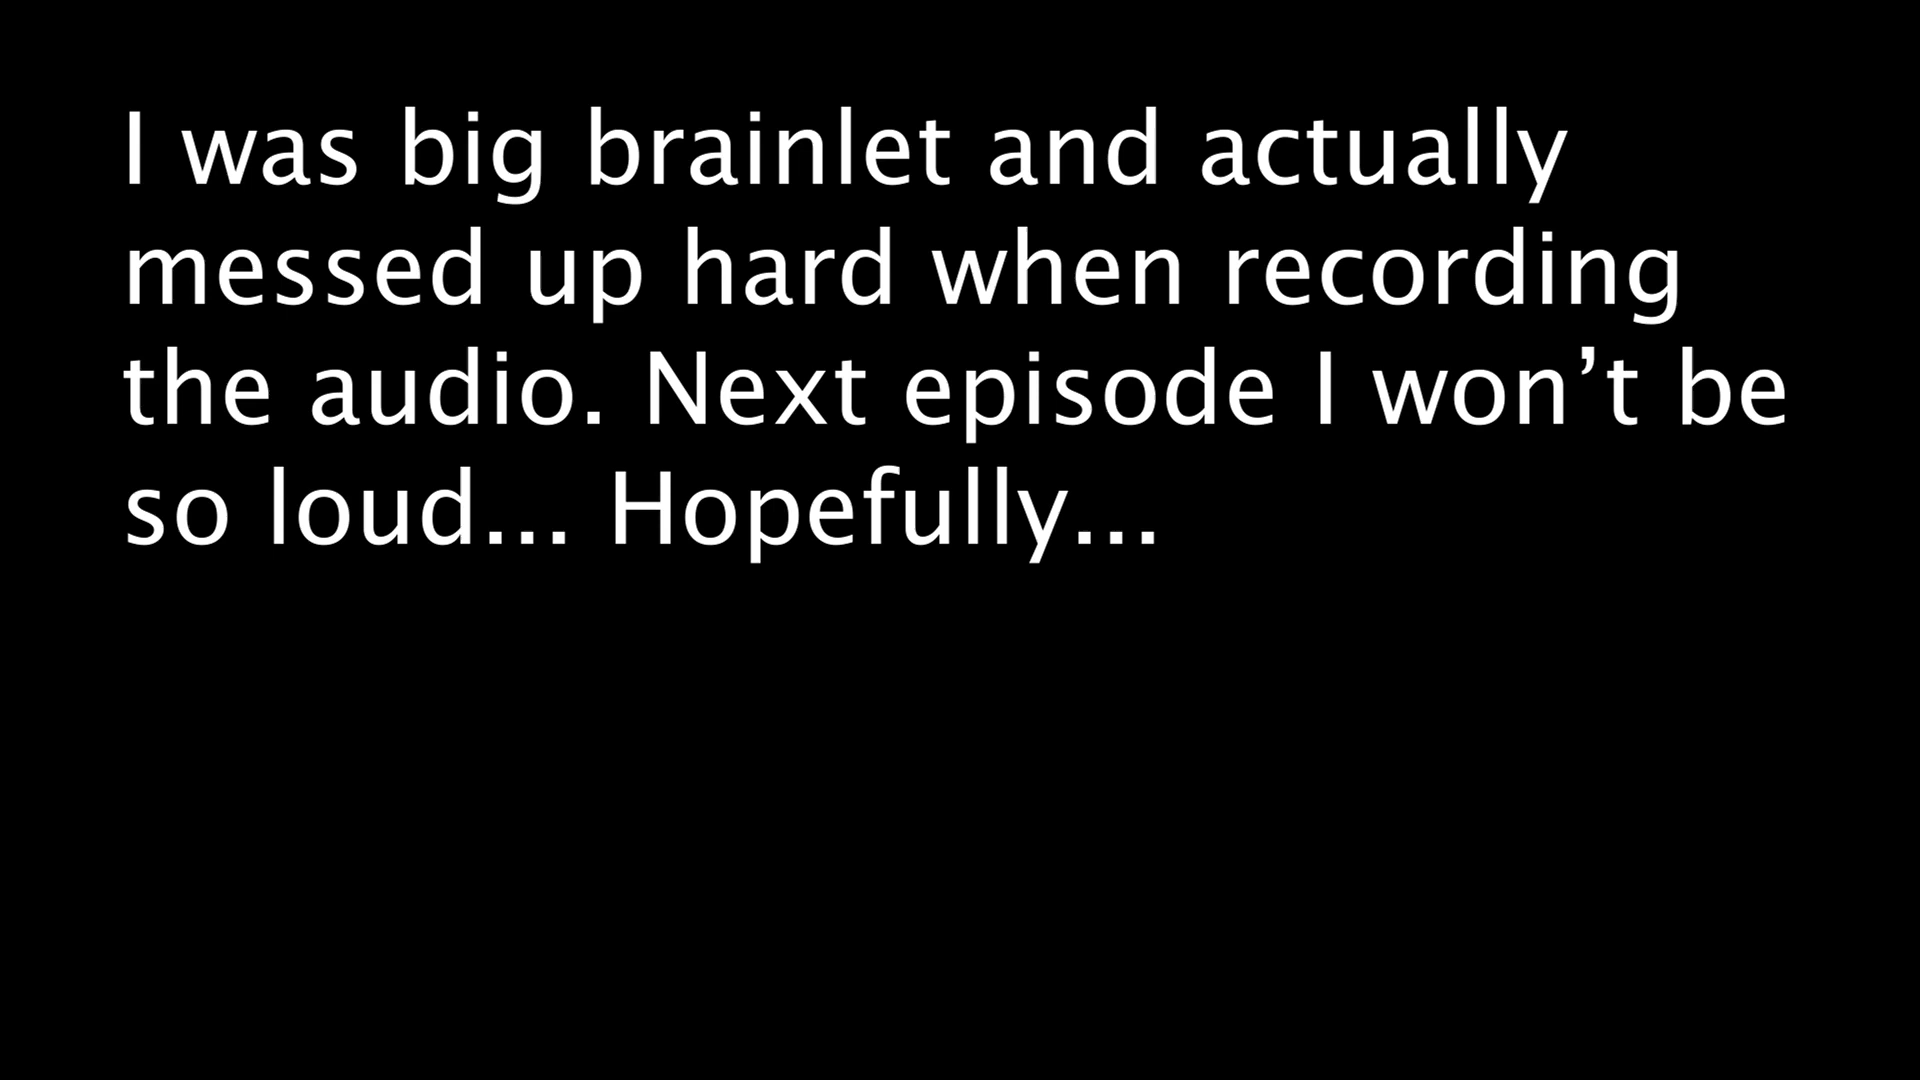 I was big brainlet and actually
messed up hard when recording
the audio. Next episode I won’t be
so loud... Hopefully...